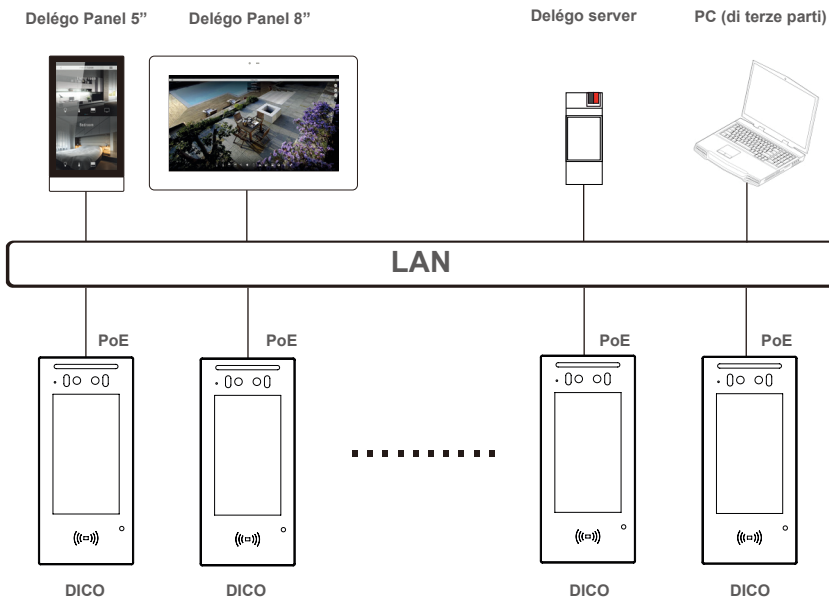 Delégo Panel 5”
Delégo Panel 8”
Delégo server
PC (di terze parti)
LAN
PoE
PoE
PoE
PoE
DICO
DICO
DICO
DICO